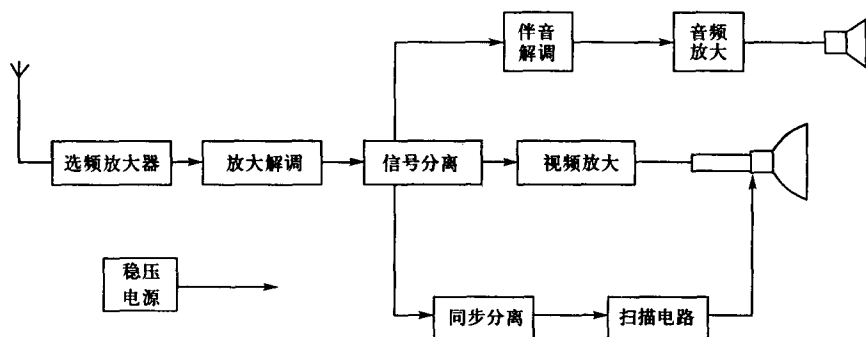 伴音
解调
音频
放大
选频放大器
放大解调
信号分离
视频放大
稳压
电源
同步分离
扫描电路